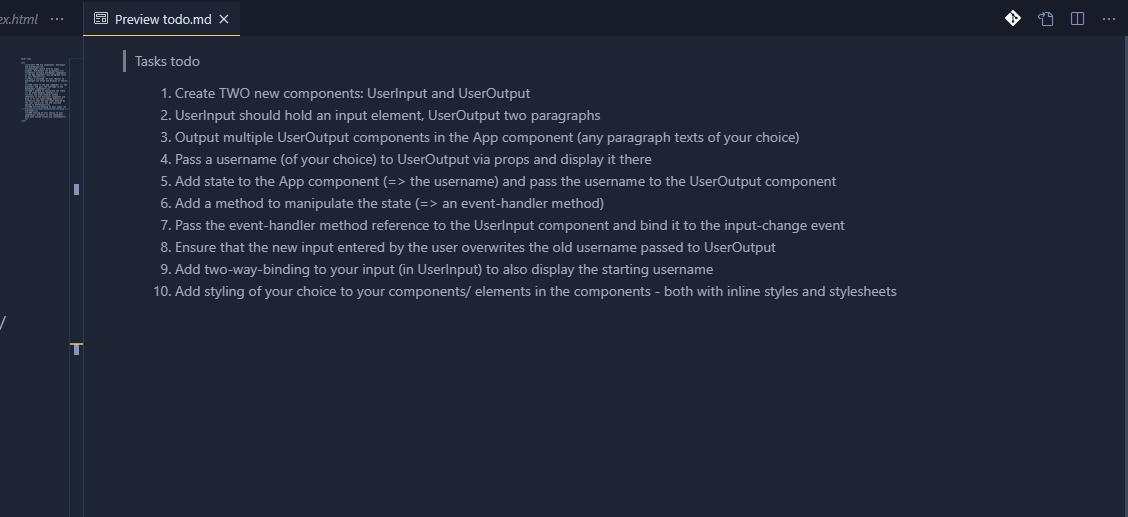 ex.html
Preview todo.md
Tasks todo
1. Create TWO new components: UserInput and UserOutput
2. UserInput should hold an input element, UserOutput two paragraphs
3. Output multiple UserOutput components in the App component (any paragraph texts of your choice)
4. Pass a username (of your choice) to UserOutput via props and display it there
5. Add state to the App component (=> the username) and pass the username to the UserOutput component
6. Add a method to manipulate the state (=> an event-handler method)
7. Pass the event-handler method reference to the UserInput component and bind it to the input-change event
8. Ensure that the new input entered by the user overwrites the old username passed to UserOutput
9. Add two-way-binding to your input (in UserInput) to also display the starting username
10. Add styling of your choice to your components/ elements in the components - both with inline styles and stylesheets
/